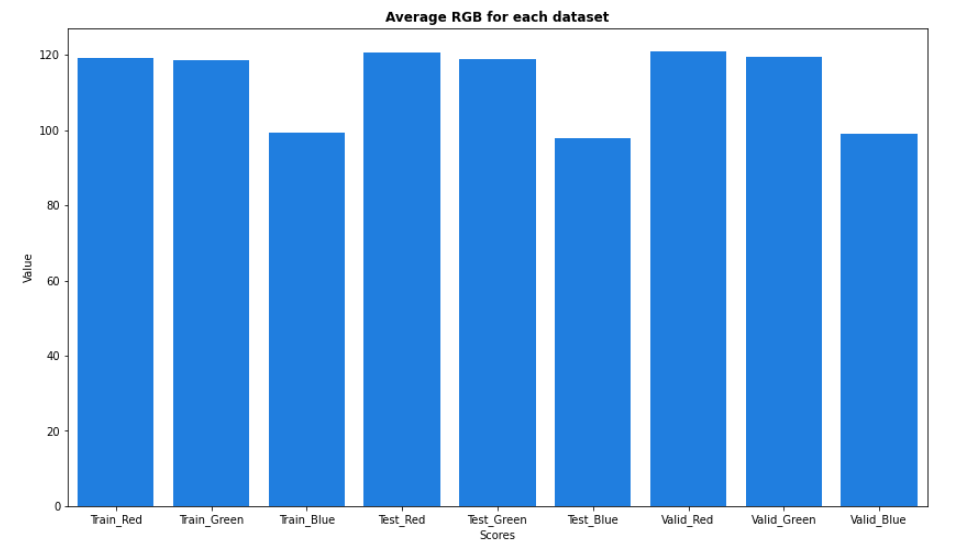 Average RGB for each dataset
120
100
80
60
40
20
0
Value
Train_Red Train_Green Train_Blue Test_Red Test_Green Test_Blue Valid_Red Valid_Green Valid_Blue
Scores